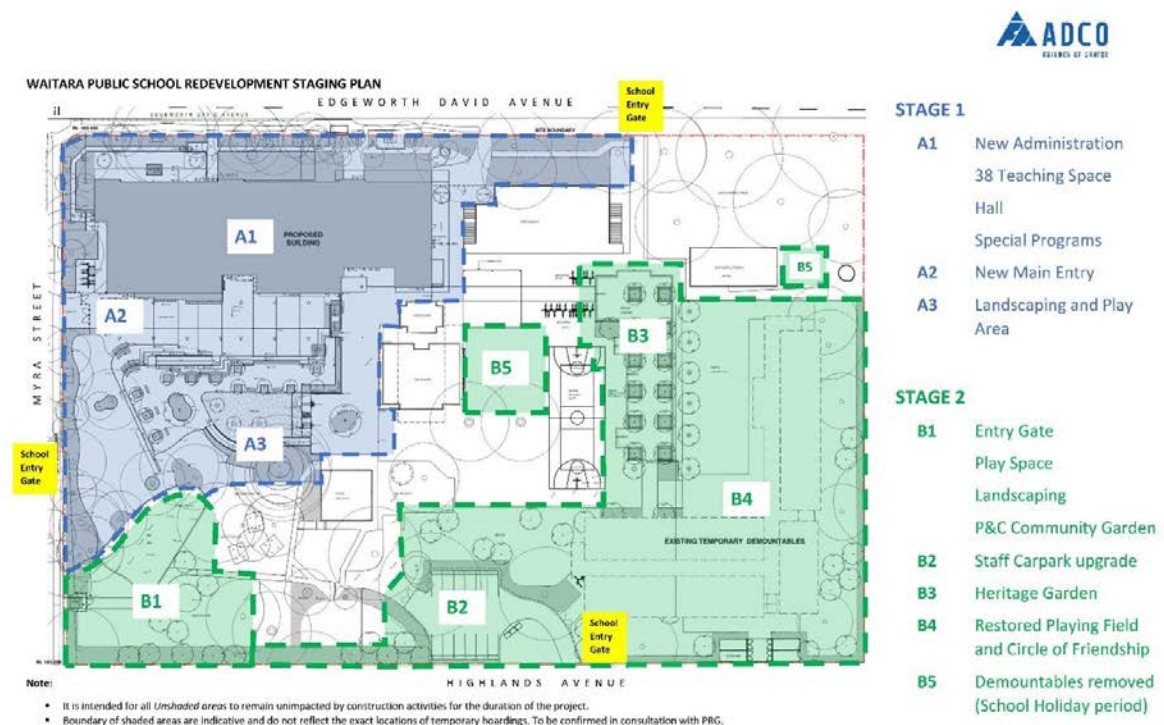 ADCO
WAITARA PUBLIC SCHOOL REDEVELOPMENT STAGING PLAN
EDGEWORTH DAVID AVENUE
EDGEWORTH DAVID AVENUE
SITE BOUNDARY
School
Entry
Gate
A1
PROPOSED
BUILDING
A2
A3
MYRA STREET
School
Entry
Gate
B5
B3
B5
B4
EXISTING TEMPORARY DEMOUNTABLES
B1
B2
School
Entry
Gate
HIGHLANDS AVENUE
STAGE 1
A1 New Administration
38 Teaching Space
Hall
Special Programs
A2 New Main Entry
A3 Landscaping and Play
Area
STAGE 2
B1 Entry Gate
Play Space
Landscaping
P&C Community Garden
B2 Staff Carpark upgrade
B3 Heritage Garden
B4 Restored Playing Field
and Circle of Friendship
B5 Demountables removed
(School Holiday period)
Note:
• It is intended for all Unshaded areas to remain unimpacted by construction activities for the duration of the project.
• Boundary of shaded areas are indicative and do not reflect the exact locations of temporary hoardings. To be confirmed in consultation with PRG.